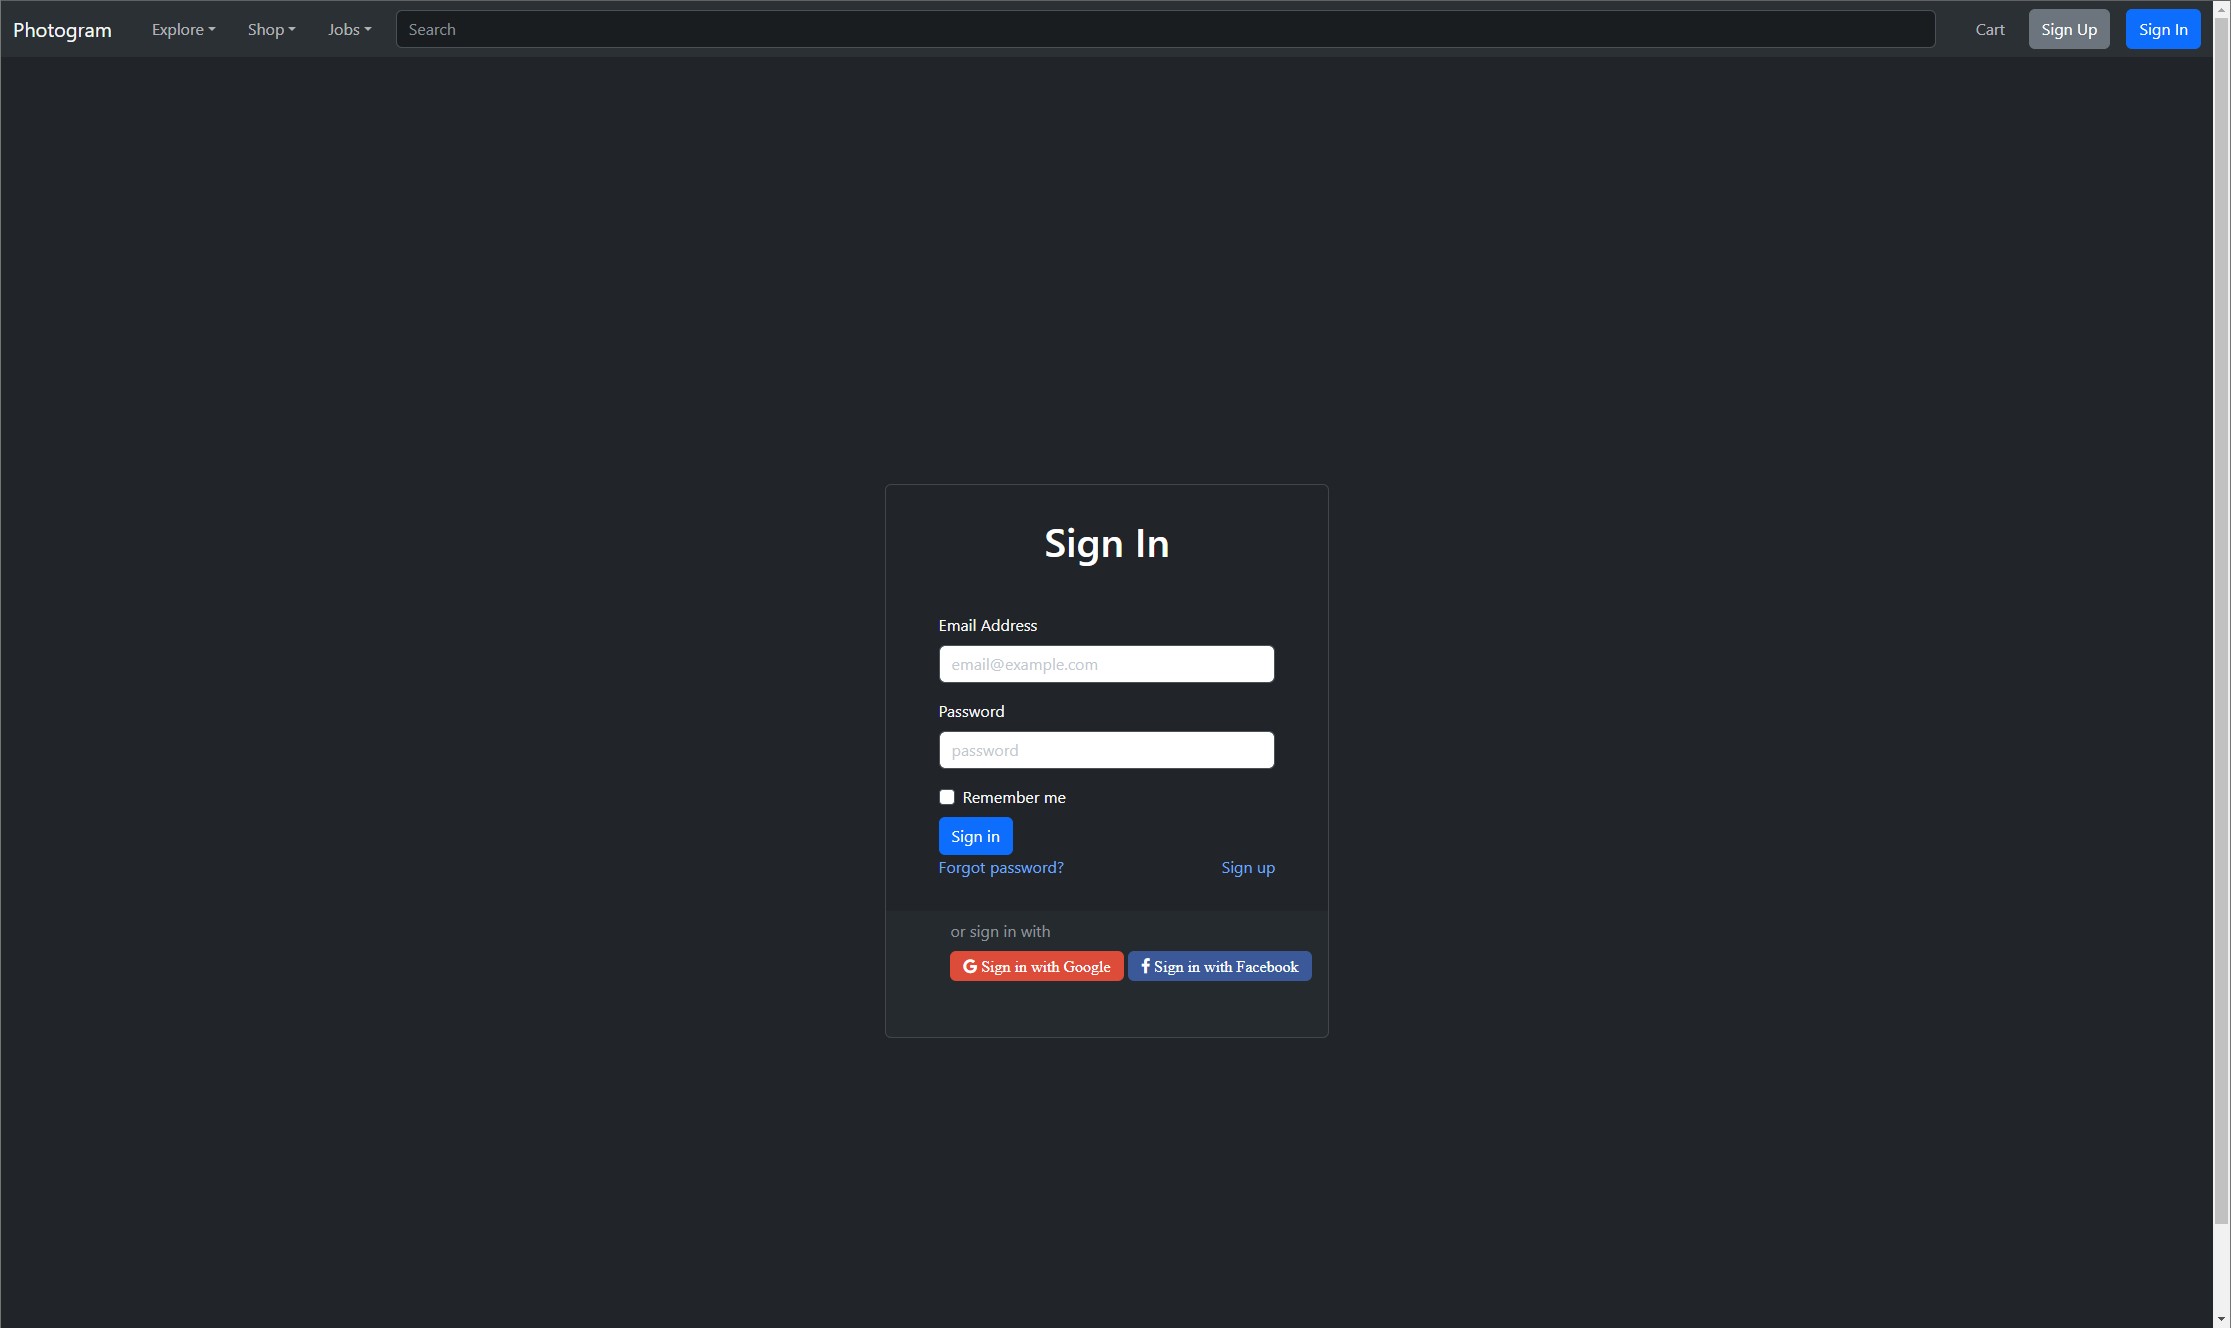 Photogram Explore Shop Jobs Search Cart Sign Up Sign In
Sign In
Email Address
email@example.com
Password
password
Remember me
Sign in
Forgot password? Sign up
or sign in with
Sign in with Google Sign in with Facebook